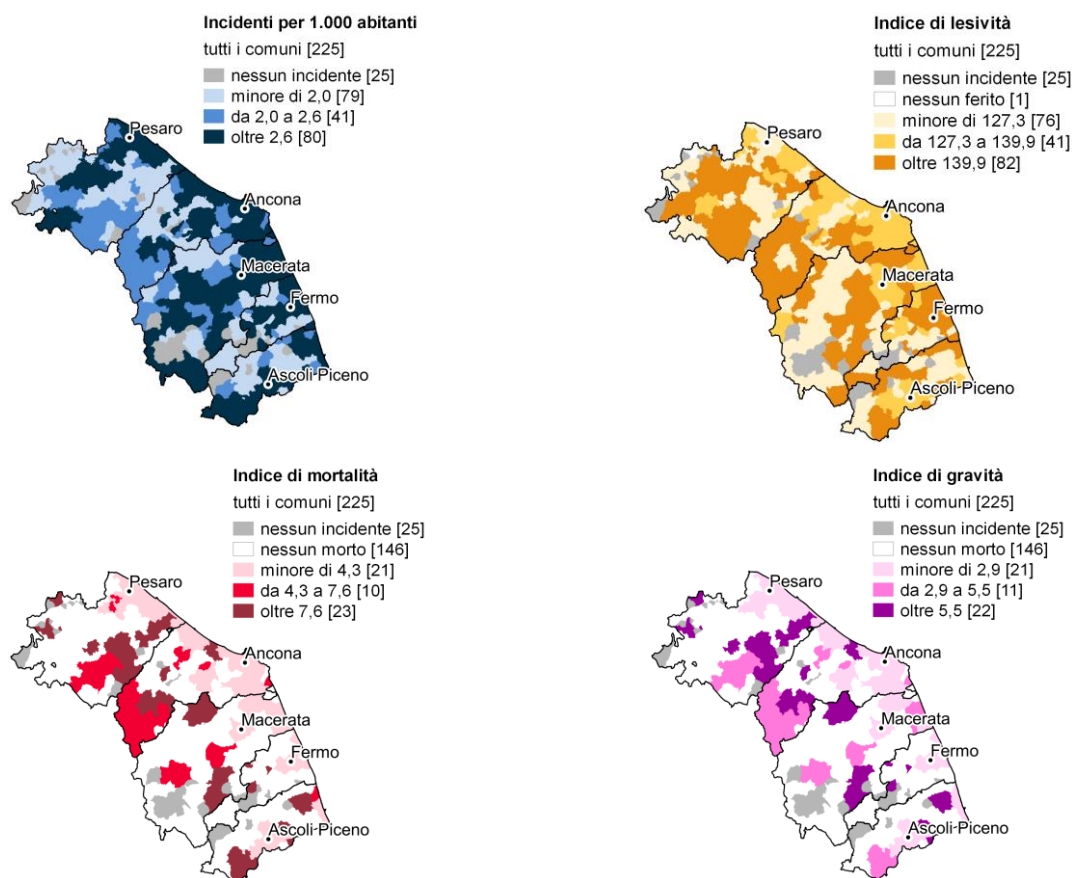 Incidenti per 1.000 abitanti
tutti i comuni [225]
nessun incidente [25]
minore di 2,0 [79]
da 2,0 a 2,6 [41]
oltre 2,6 [80]
Pesaro
Ancona
Macerata
Fermo
Ascoli Piceno
Indice di lesività
tutti i comuni [225]
nessun incidente [25]
nessun ferito [1]
minore di 127,3 [76]
da 127,3 a 139,9 [41]
oltre 139,9 [82]
Pesaro
Ancona
Macerata
Fermo
Ascoli Piceno
Indice di mortalità
tutti i comuni [225]
nessun incidente [25]
nessun morto [146]
minore di 4,3 [21]
da 4,3 a 7,6 [10]
oltre 7,6 [23]
Pesaro
Ancona
Macerata
Fermo
Ascoli Piceno
Indice di gravità
tutti i comuni [225]
nessun incidente [25]
nessun morto [146]
minore di 2,9 [21]
da 2,9 a 5,5 [11]
oltre 5,5 [22]
Pesaro
Ancona
Macerata
Fermo
Ascoli Piceno